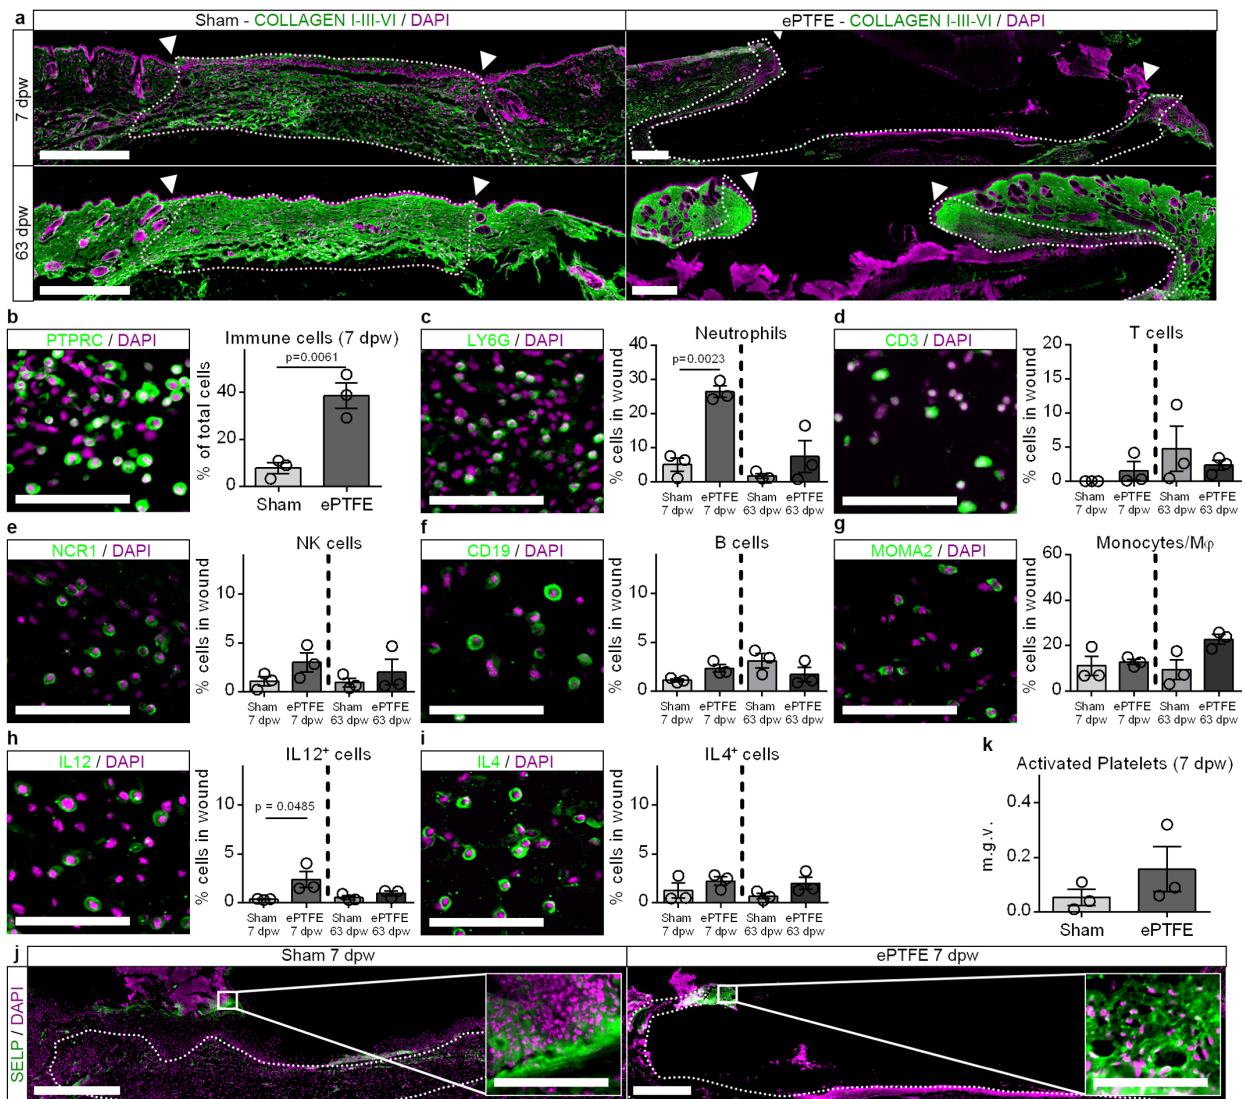 a
Sham - COLLAGEN I-III-VI / DAPI
ePTFE - COLLAGEN I-III-VI / DAPI
7 dpw
63 dpw
b
PTPRC / DAPI
Immune cells (7 dpw)
p=0.0061
% of total cells
40
20
0
Sham
ePTFE
c
LY6G / DAPI
Neutrophils
p=0.0023
% cells in wound
40
30
20
10
0
Sham
7 dpw
ePTFE
7 dpw
Sham
63 dpw
ePTFE
63 dpw
d
CD3 / DAPI
T cells
% cells in wound
20
15
10
5
0
Sham
7 dpw
ePTFE
7 dpw
Sham
63 dpw
ePTFE
63 dpw
e
NCR1 / DAPI
NK cells
% cells in wound
10
5
0
Sham
7 dpw
ePTFE
7 dpw
Sham
63 dpw
ePTFE
63 dpw
f
CD19 / DAPI
B cells
% cells in wound
10
5
0
Sham
7 dpw
ePTFE
7 dpw
Sham
63 dpw
ePTFE
63 dpw
g
MOMA2 / DAPI
Monocytes/Mφ
% cells in wound
60
40
20
0
Sham
7 dpw
ePTFE
7 dpw
Sham
63 dpw
ePTFE
63 dpw
h
IL12 / DAPI
IL12⁺ cells
p = 0.0485
% cells in wound
10
5
0
Sham
7 dpw
ePTFE
7 dpw
Sham
63 dpw
ePTFE
63 dpw
i
IL4 / DAPI
IL4⁺ cells
% cells in wound
10
5
0
Sham
7 dpw
ePTFE
7 dpw
Sham
63 dpw
ePTFE
63 dpw
k
Activated Platelets (7 dpw)
m.g.v.
0.4
0.2
0.0
Sham
ePTFE
j
Sham 7 dpw
ePTFE 7 dpw
SELP / DAPI